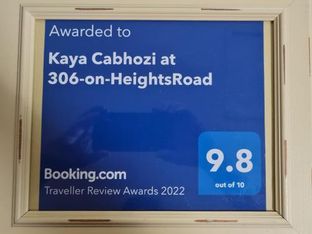 Awarded to
Kaya Cabhozi at
306-on-HeightsRoad
Booking.com
Traveller Review Awards 2022
9.8
out of 10